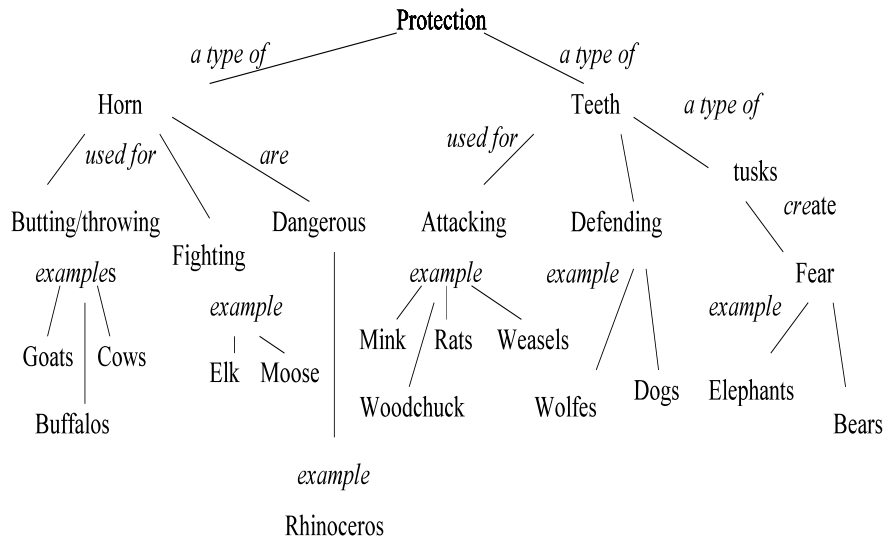 Protection
a type of
a type of
Horn
Teeth
a type of
used for
are
used for
tusks
create
Butting/throwing
Fighting
Dangerous
Attacking
Defending
Fear
examples
example
example
example
example
Goats
Cows
Buffalos
Elk
Moose
Mink
Rats
Weasels
Woodchuck
Wolfes
Dogs
Elephants
Bears
example
Rhinoceros